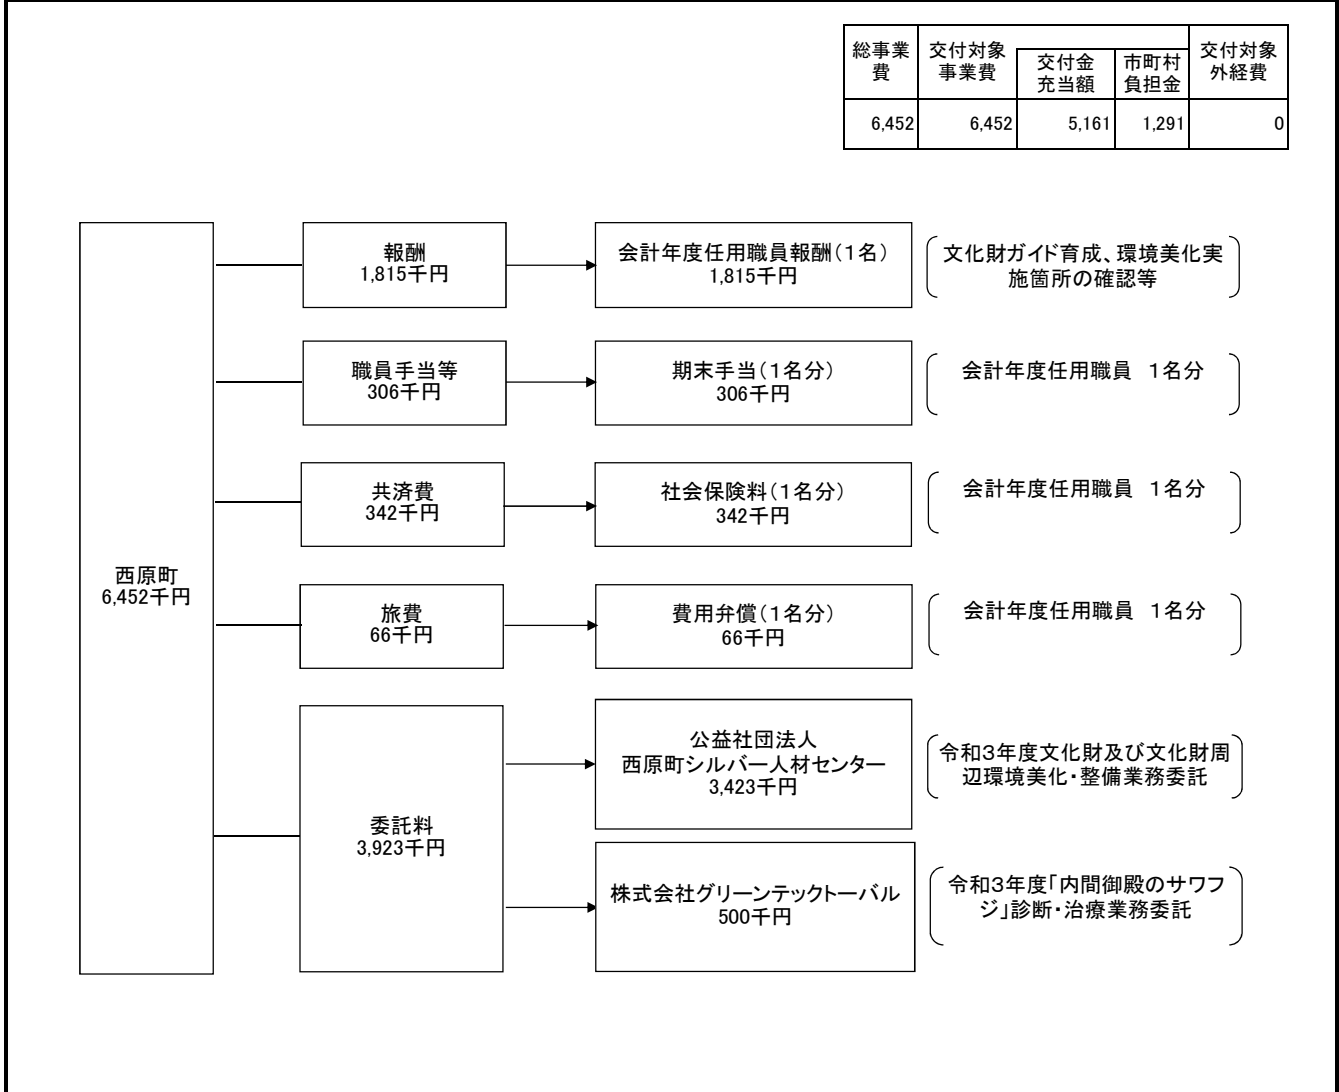 総事業
費
交付対象
事業費
交付金
充当額
市町村
負担金
交付対象
外経費
6,452
6,452
5,161
1,291
0
西原町
6,452千円
報酬
1,815千円
会計年度任用職員報酬(1名)
1,815千円
文化財ガイド育成、環境美化実
施箇所の確認等
職員手当等
306千円
期末手当(1名分)
306千円
会計年度任用職員 1名分
共済費
342千円
社会保険料(1名分)
342千円
会計年度任用職員 1名分
旅費
66千円
費用弁償(1名分)
66千円
会計年度任用職員 1名分
委託料
3,923千円
公益社団法人
西原町シルバー人材センター
3,423千円
令和3年度文化財及び文化財周
辺環境美化・整備業務委託
株式会社グリーンテックトーバル
500千円
令和3年度「内間御殿のサワフ
ジ」診断・治療業務委託